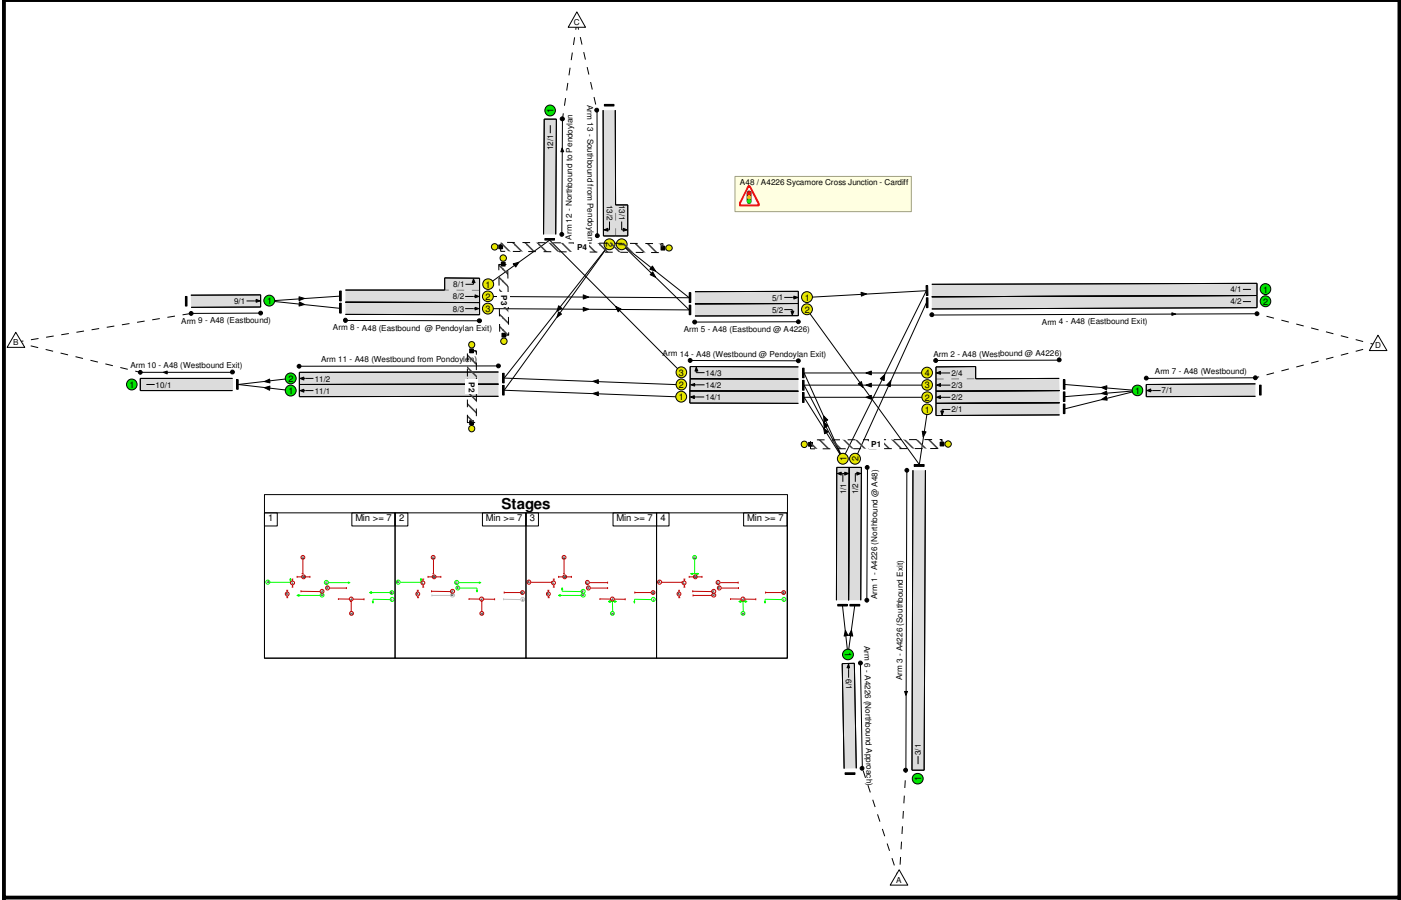 C
12/1
Arm 12 - Northbound to Pendoylan
Arm 13 - Southbound from Pendoylan
13/2
13/1
A48 / A4226 Sycamore Cross Junction - Cardiff
P4
P3
9/1
Arm 9 - A48 (Eastbound)
8/1
8/2
8/3
Arm 8 - A48 (Eastbound @ Pendoylan Exit)
5/1
5/2
Arm 5 - A48 (Eastbound @ A4226)
4/1
4/2
Arm 4 - A48 (Eastbound Exit)
B
D
Arm 10 - A48 (Westbound Exit)
10/1
Arm 11 - A48 (Westbound from Pendoylan)
11/2
11/1
P2
Arm 14 - A48 (Westbound @ Pendoylan Exit)
14/3
14/2
14/1
Arm 2 - A48 (Westbound @ A4226)
2/4
2/3
2/2
2/1
Arm 7 - A48 (Westbound)
7/1
P1
1/1
1/2
Arm 1 - A4226 (Northbound @ A48)
Arm 3 - A4226 (Southbound Exit)
3/1
Arm 6 - A4226 (Northbound Approach)
6/1
A
Stages
1 Min >= 7 2 Min >= 7 3 Min >= 7 4 Min >= 7